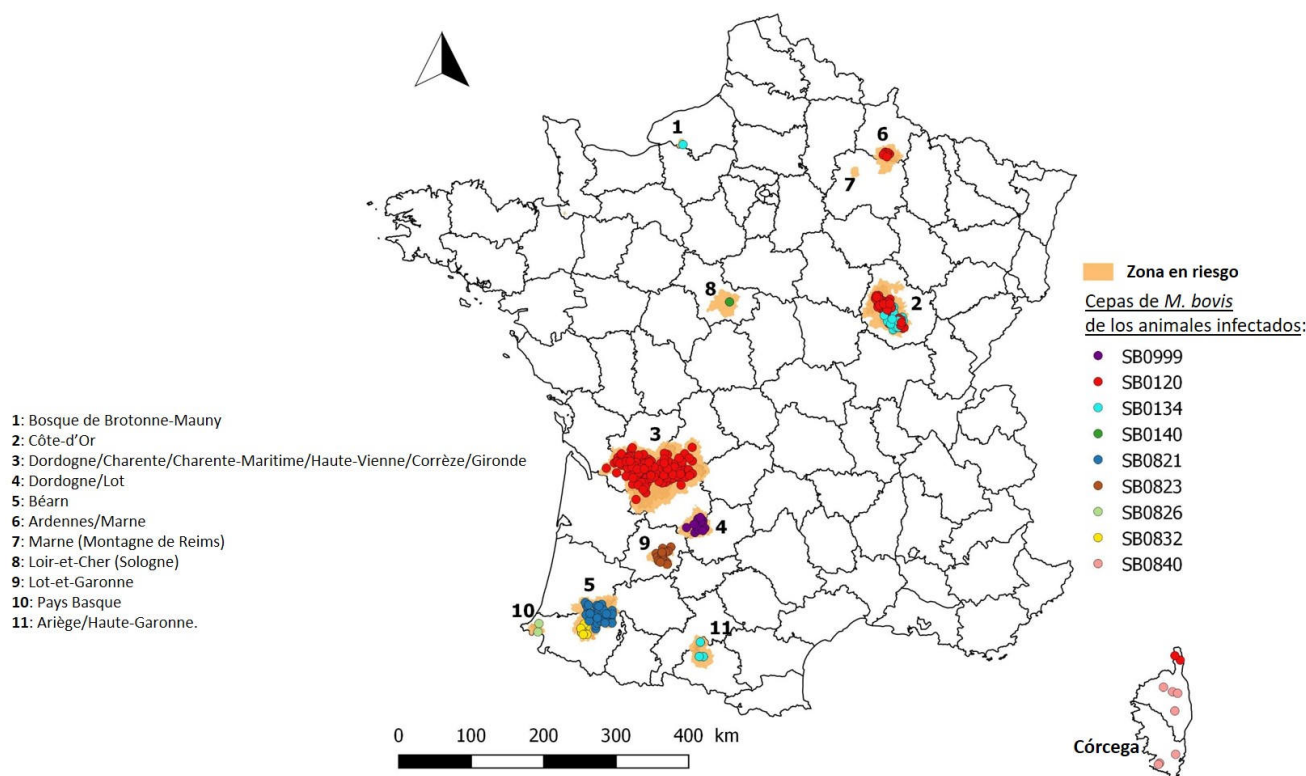 1
6
7
8
2
3
4
9
5
10
11
Zona en riesgo
Cepas de M. bovis
de los animales infectados:
SB0999
SB0120
SB0134
SB0140
SB0821
SB0823
SB0826
SB0832
SB0840
1: Bosque de Brotonne-Mauny
2: Côte-d’Or
3: Dordogne/Charente/Charente-Maritime/Haute-Vienne/Corrèze/Gironde
4: Dordogne/Lot
5: Béarn
6: Ardennes/Marne
7: Marne (Montagne de Reims)
8: Loir-et-Cher (Sologne)
9: Lot-et-Garonne
10: Pays Basque
11: Ariège/Haute-Garonne.
0 100 200 300 400 km
Córcega